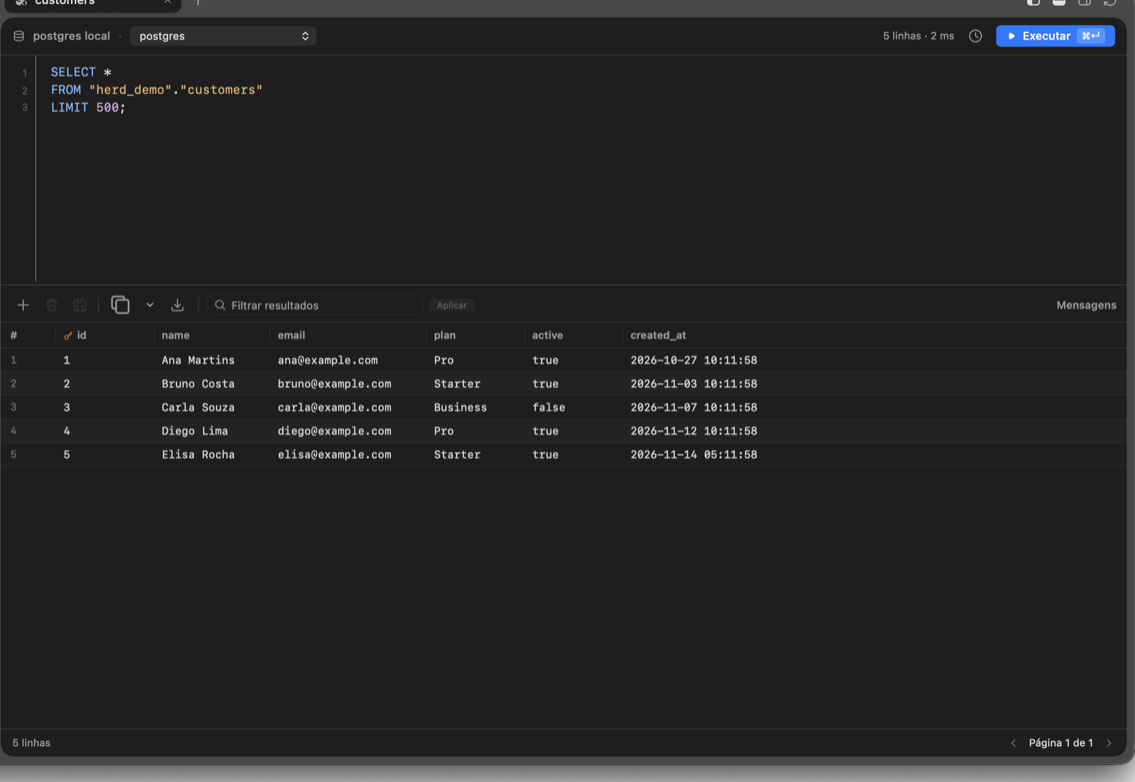 customers
postgres local · postgres
5 linhas · 2 ms
Executar ⌘↵
1 SELECT *
2 FROM "herd_demo"."customers"
3 LIMIT 500;
Filtrar resultados
Aplicar
Mensagens
# id name email plan active created_at
1 1 Ana Martins ana@example.com Pro true 2026-10-27 10:11:58
2 2 Bruno Costa bruno@example.com Starter true 2026-11-03 10:11:58
3 3 Carla Souza carla@example.com Business false 2026-11-07 10:11:58
4 4 Diego Lima diego@example.com Pro true 2026-11-12 10:11:58
5 5 Elisa Rocha elisa@example.com Starter true 2026-11-14 05:11:58
5 linhas
Página 1 de 1